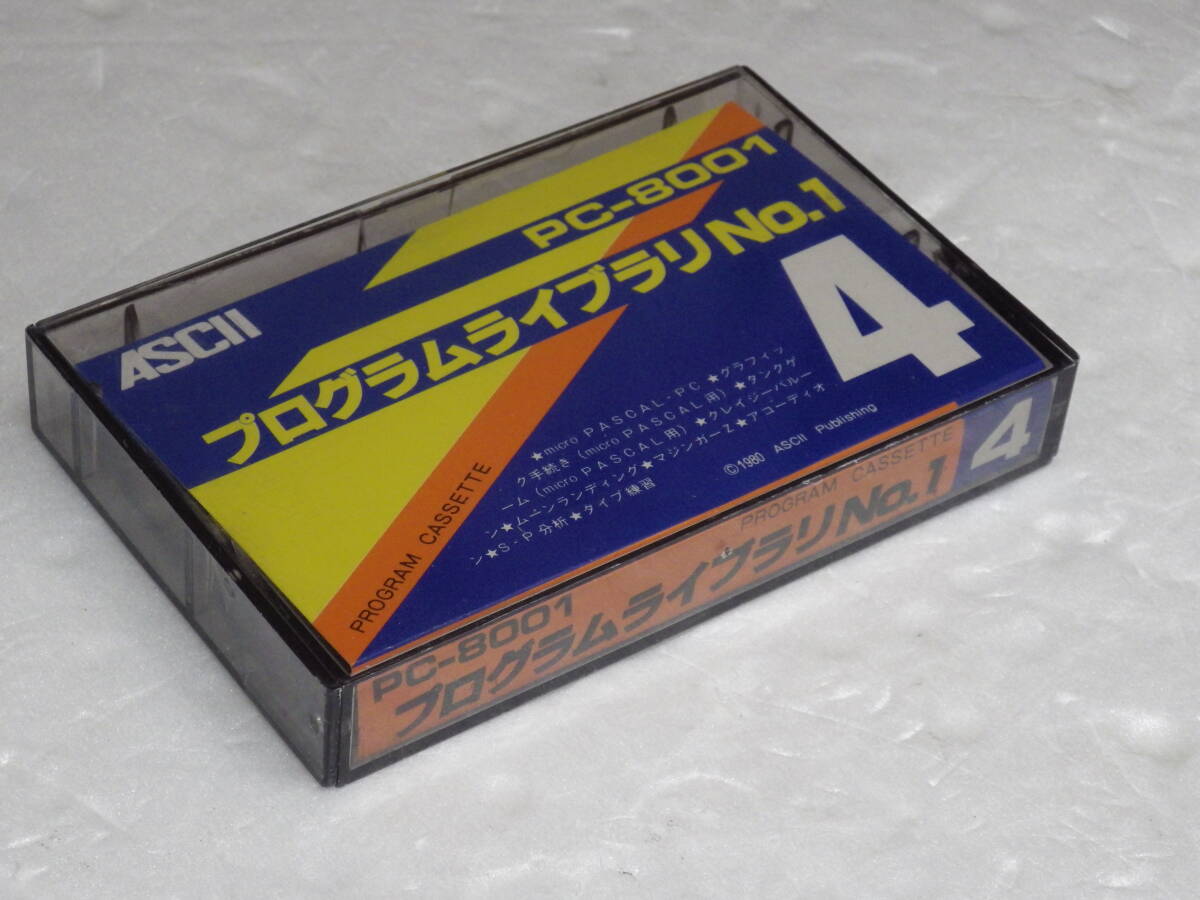 ASCII
PC-8001
プログラムライブラリNo.1
4
★micro PASCAL-PC★グラフィッ
ク手続き(micro PASCAL用)★タンクゲ
ーム(micro PASCAL用)★クレイジーバルー
ン★ムーンランディング★マジンガーZ★アコーディオ
ン★S-P分析★タイプ練習
©1980 ASCII Publishing
PROGRAM CASSETTE
PC-8001
PROGRAM CASSETTE
プログラムライブラリNo.1
4